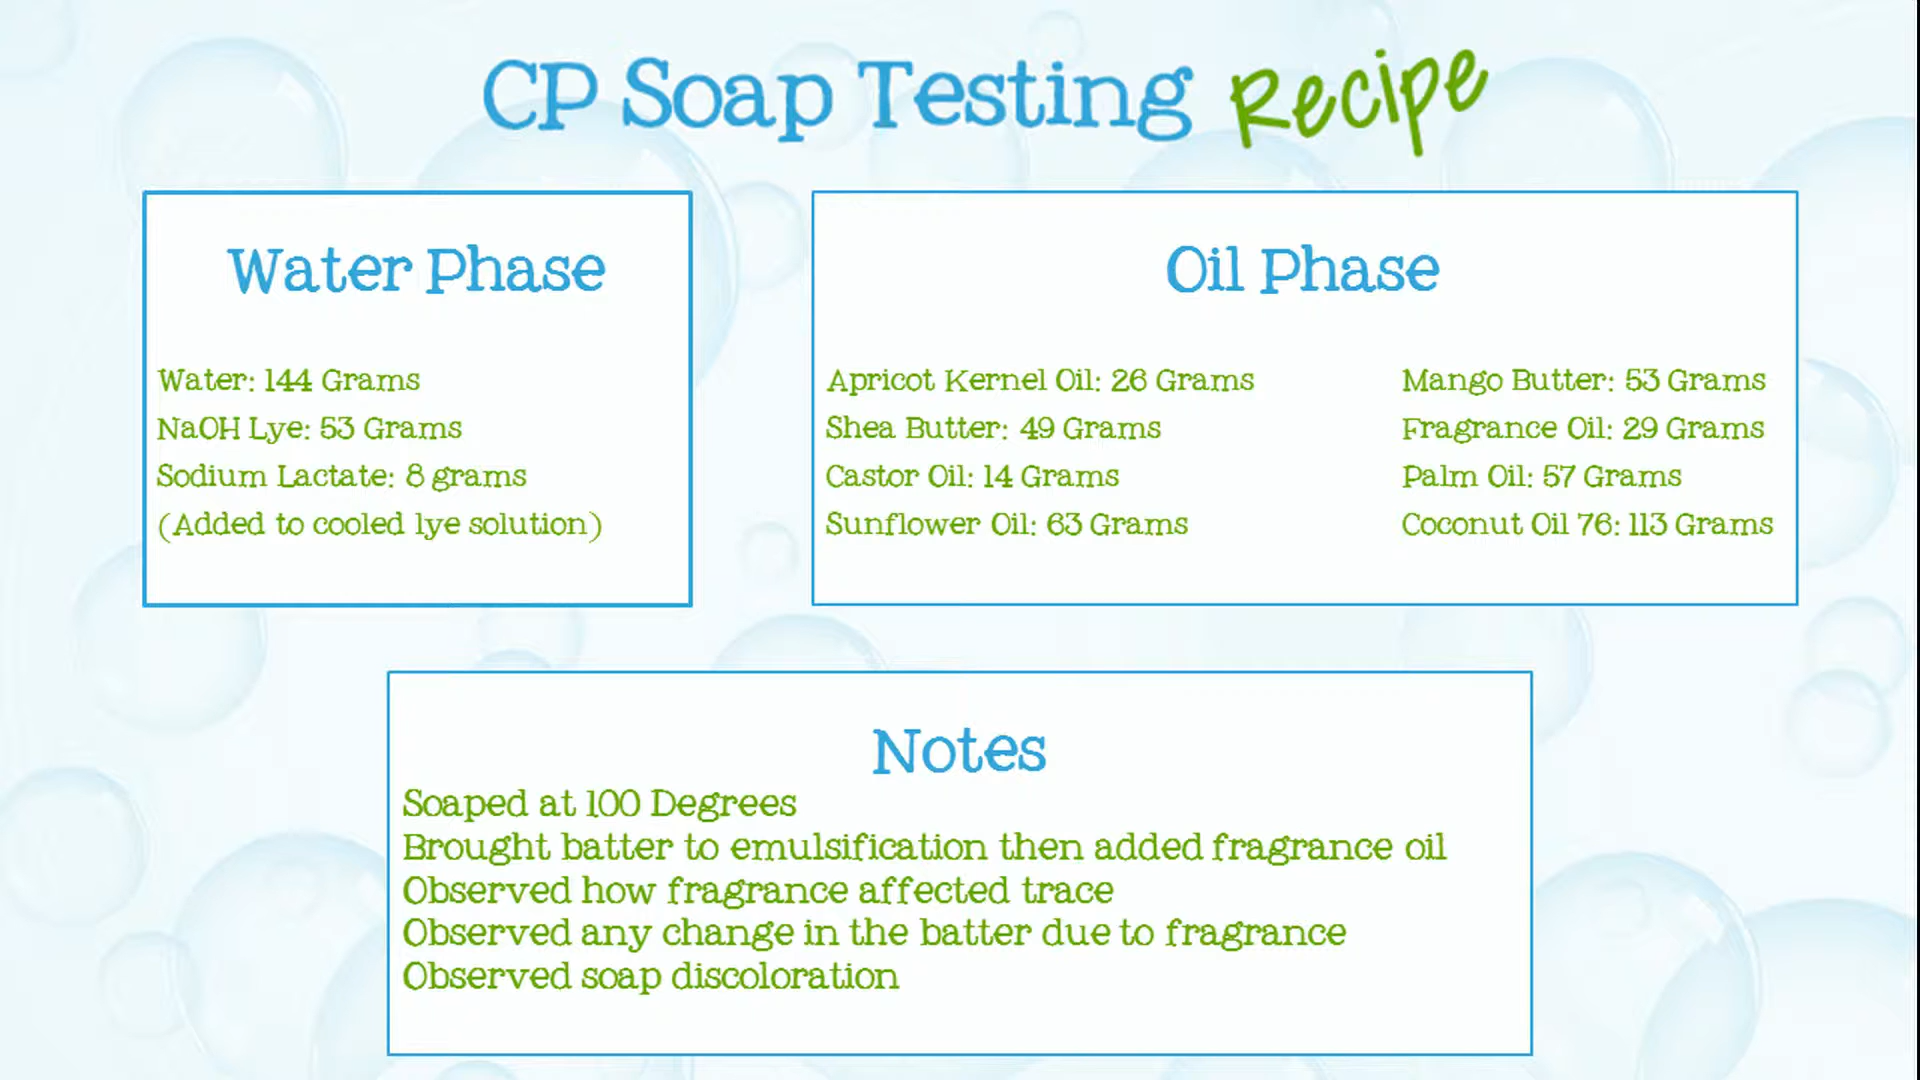 CP Soap Testing Recipe
Water Phase
Water: 144 Grams
NaOH Lye: 53 Grams
Sodium Lactate: 8 grams
(Added to cooled lye solution)
Oil Phase
Apricot Kernel Oil: 26 Grams
Shea Butter: 49 Grams
Castor Oil: 14 Grams
Sunflower Oil: 63 Grams
Mango Butter: 53 Grams
Fragrance Oil: 29 Grams
Palm Oil: 57 Grams
Coconut Oil 76: 113 Grams
Notes
Soaped at 100 Degrees
Brought batter to emulsification then added fragrance oil
Observed how fragrance affected trace
Observed any change in the batter due to fragrance
Observed soap discoloration